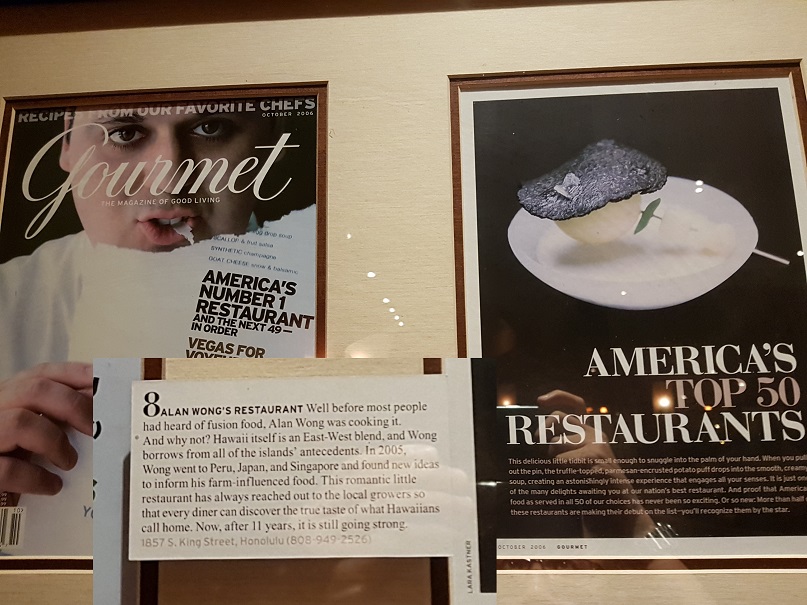 RECIPES FROM OUR FAVORITE CHEFS
OCTOBER 2006
Gourmet
THE MAGAZINE OF GOOD LIVING
drop soup
SCALLOP & fruit salsa
SYNTHETIC champagne
GOAT CHEESE snow & balsamic
AMERICA'S
NUMBER 1
RESTAURANT
AND THE NEXT 49—
IN ORDER
VEGAS FOR
8 ALAN WONG'S RESTAURANT Well before most people
had heard of fusion food, Alan Wong was cooking it.
And why not? Hawaii itself is an East-West blend, and Wong
borrows from all of the islands' antecedents. In 2005,
Wong went to Peru, Japan, and Singapore and found new ideas
to inform his farm-influenced food. This romantic little
restaurant has always reached out to the local growers so
that every diner can discover the true taste of what Hawaiians
call home. Now, after 11 years, it is still going strong.
1857 S. King Street, Honolulu (808-949-2526)
LARA KASTNER
AMERICA'S
TOP 50
RESTAURANTS
This delicious little tidbit is small enough to snuggle into the palm of your hand. When you pull
out the pin, the truffle-topped, parmesan-encrusted potato puff drops into the smooth, creamy
soup, creating an astonishingly intense experience that engages all your senses. It is just one
of the many delights awaiting you at our nation's best restaurant. And proof that American
food as served in all 50 of our choices has never been so exciting. Or so new: More than half
these restaurants are making their debut on the list—you'll recognize them by the star.
OCTOBER 2006 GOURMET